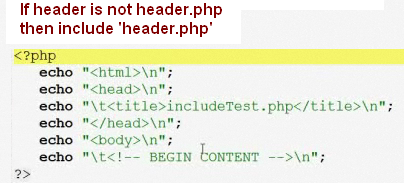 If header is not header.php
then include 'header.php'
<?php
echo "<html>\n";
echo "<head>\n";
echo "\t<title>includeTest.php</title>\n";
echo "</head>\n";
echo "<body>\n";
echo "\t<!-- BEGIN CONTENT -->\n";
?>